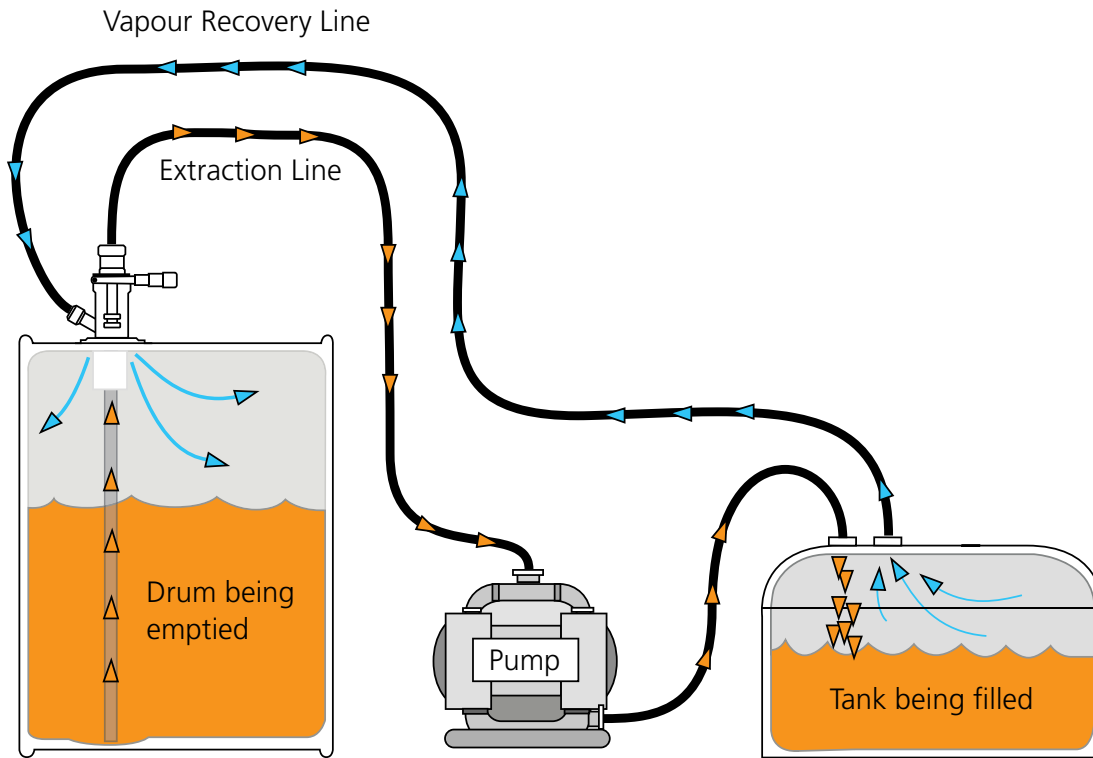 Vapour Recovery Line
Extraction Line
Drum being
emptied
Pump
Tank being filled